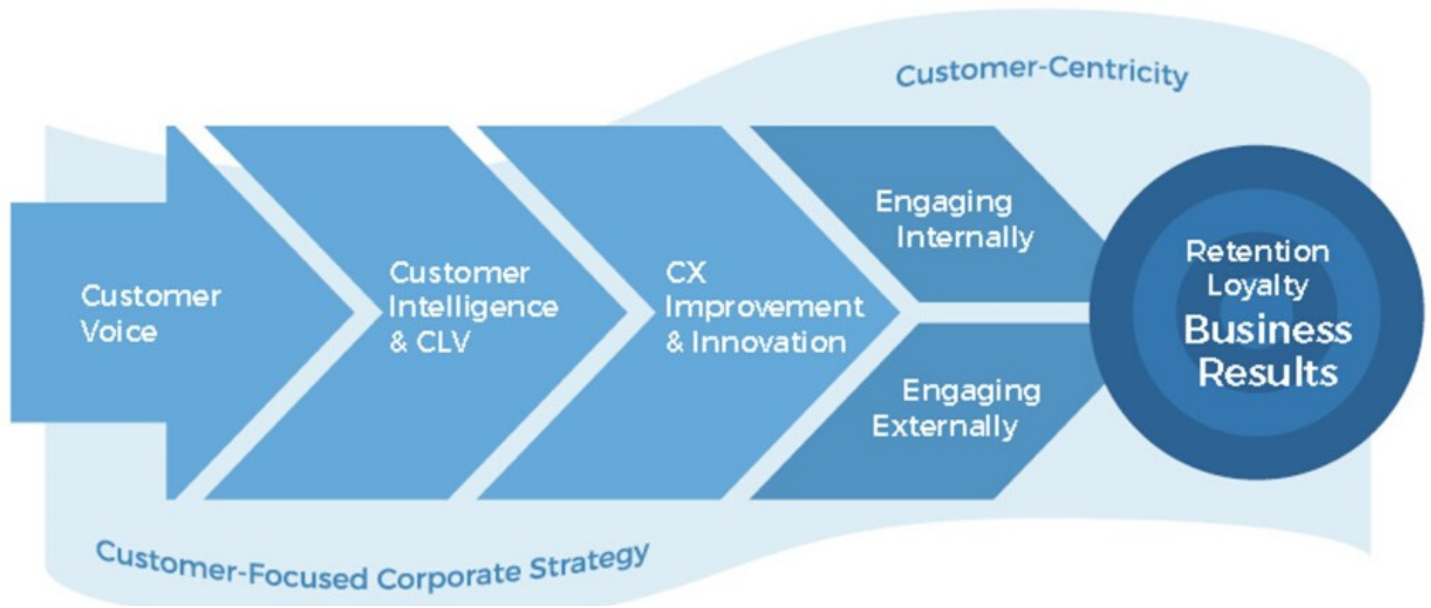 Customer-Centricity
Customer
Voice
Customer
Intelligence
& CLV
CX
Improvement
& Innovation
Engaging
Internally
Engaging
Externally
Retention
Loyalty
Business
Results
Customer-Focused Corporate Strategy